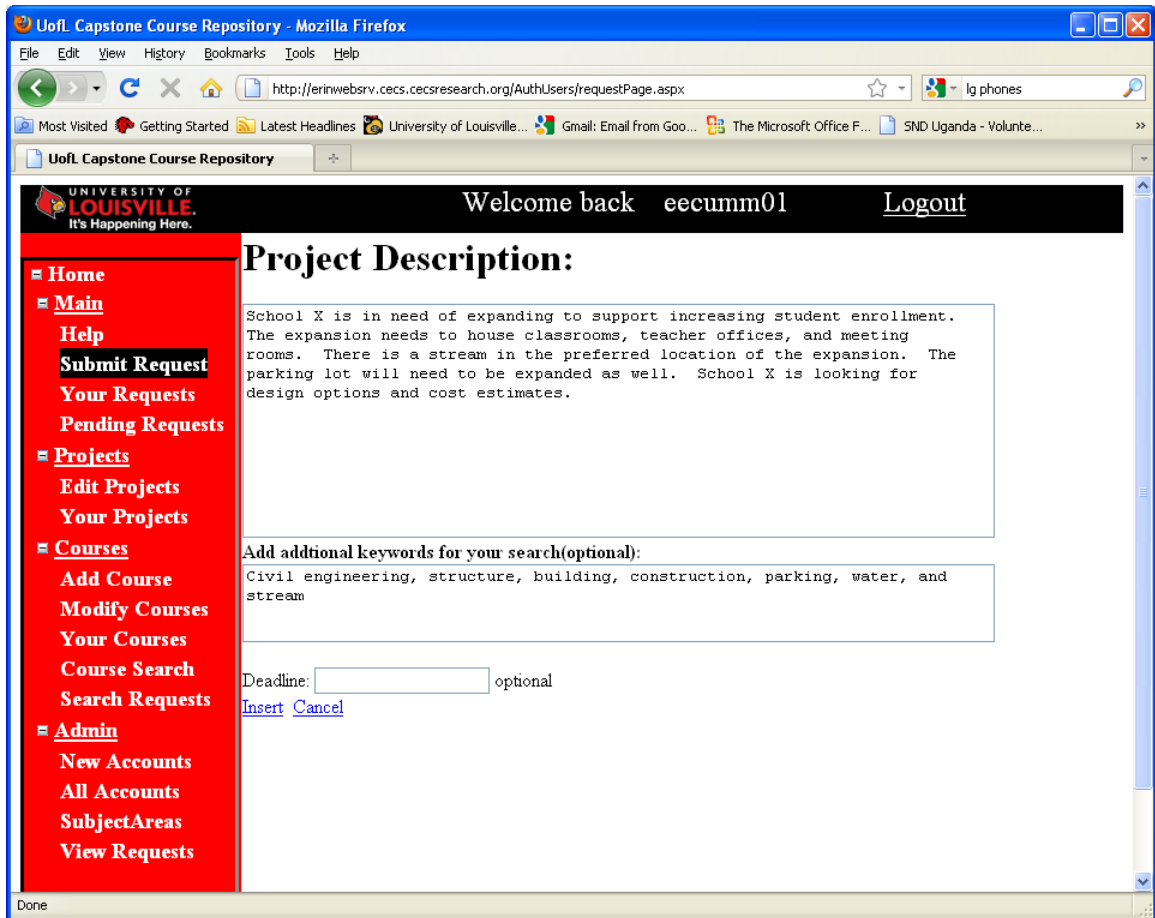 UofL Capstone Course Repository - Mozilla Firefox
File Edit View History Bookmarks Tools Help
http://erinwebsrv.cecs.cecsresearch.org/AuthUsers/requestPage.aspx lg phones
Most Visited Getting Started Latest Headlines University of Louisville... Gmail: Email from Goo... The Microsoft Office F... SND Uganda - Volunte... »
UofL Capstone Course Repository
UNIVERSITY OF
LOUISVILLE.
It's Happening Here.
Welcome back eecumm01 Logout
Home
Main
Help
Submit Request
Your Requests
Pending Requests
Projects
Edit Projects
Your Projects
Courses
Add Course
Modify Courses
Your Courses
Course Search
Search Requests
Admin
New Accounts
All Accounts
SubjectAreas
View Requests
Project Description:
School X is in need of expanding to support increasing student enrollment.
The expansion needs to house classrooms, teacher offices, and meeting
rooms. There is a stream in the preferred location of the expansion. The
parking lot will need to be expanded as well. School X is looking for
design options and cost estimates.
Add addtional keywords for your search(optional):
Civil engineering, structure, building, construction, parking, water, and
stream
Deadline: optional
Insert Cancel
Done